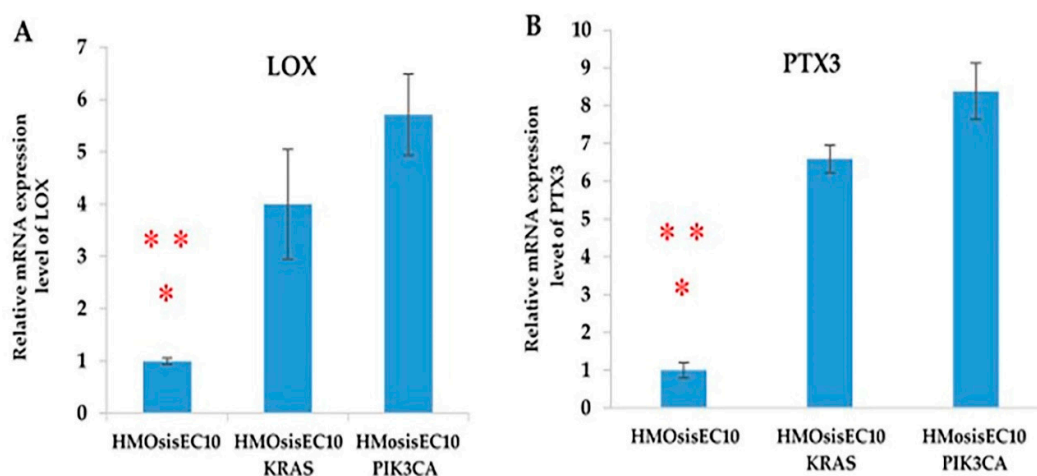 A
LOX
Relative mRNA expression
level of LOX
7
6
5
4
3
2
1
0
* *
*
HMOsisEC10
HMOsisEC10
KRAS
HMosisEC10
PIK3CA
B
PTX3
Relative mRNA expression
levet of PTX3
10
9
8
7
6
5
4
3
2
1
0
* *
*
HMOsisEC10
HMOsisEC10
KRAS
HMosisEC10
PIK3CA